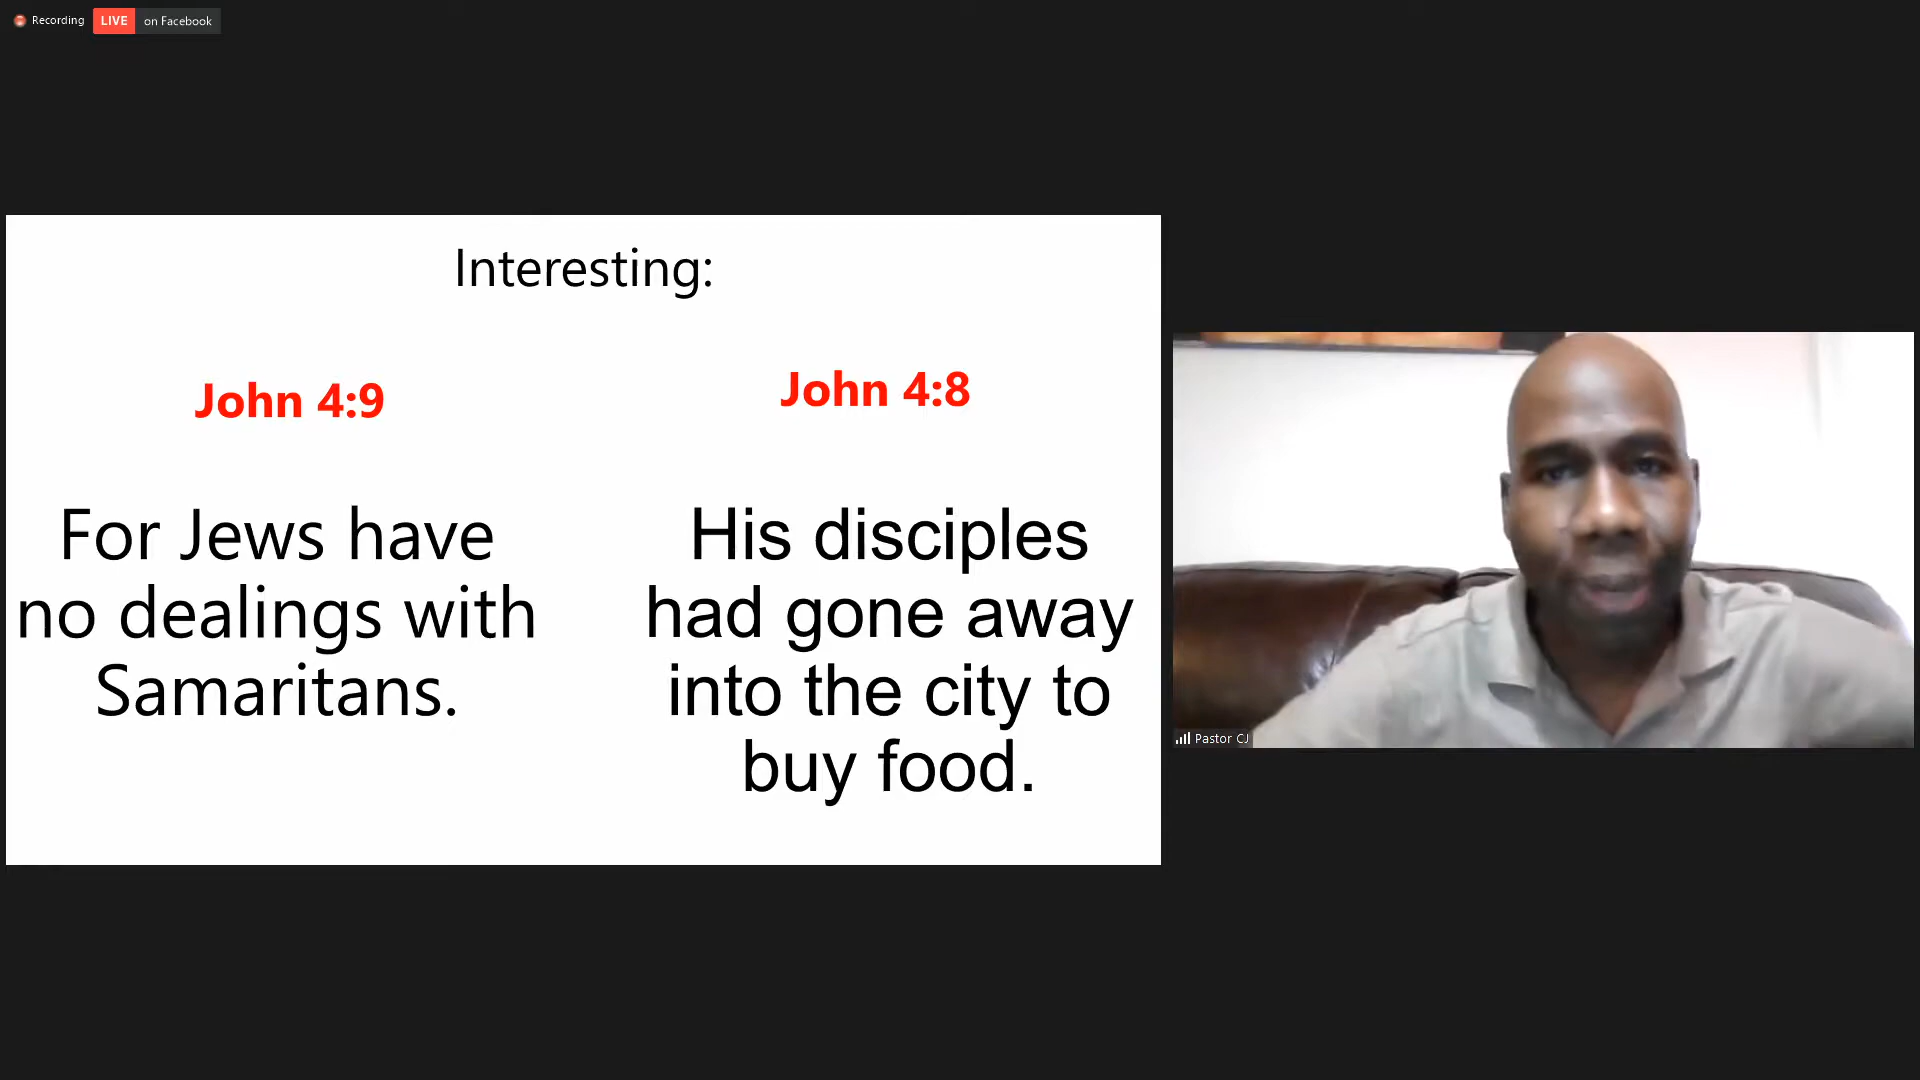 Recording LIVE on Facebook
Interesting:
John 4:9
For Jews have
no dealings with
Samaritans.
John 4:8
His disciples
had gone away
into the city to
buy food.
Pastor CJ